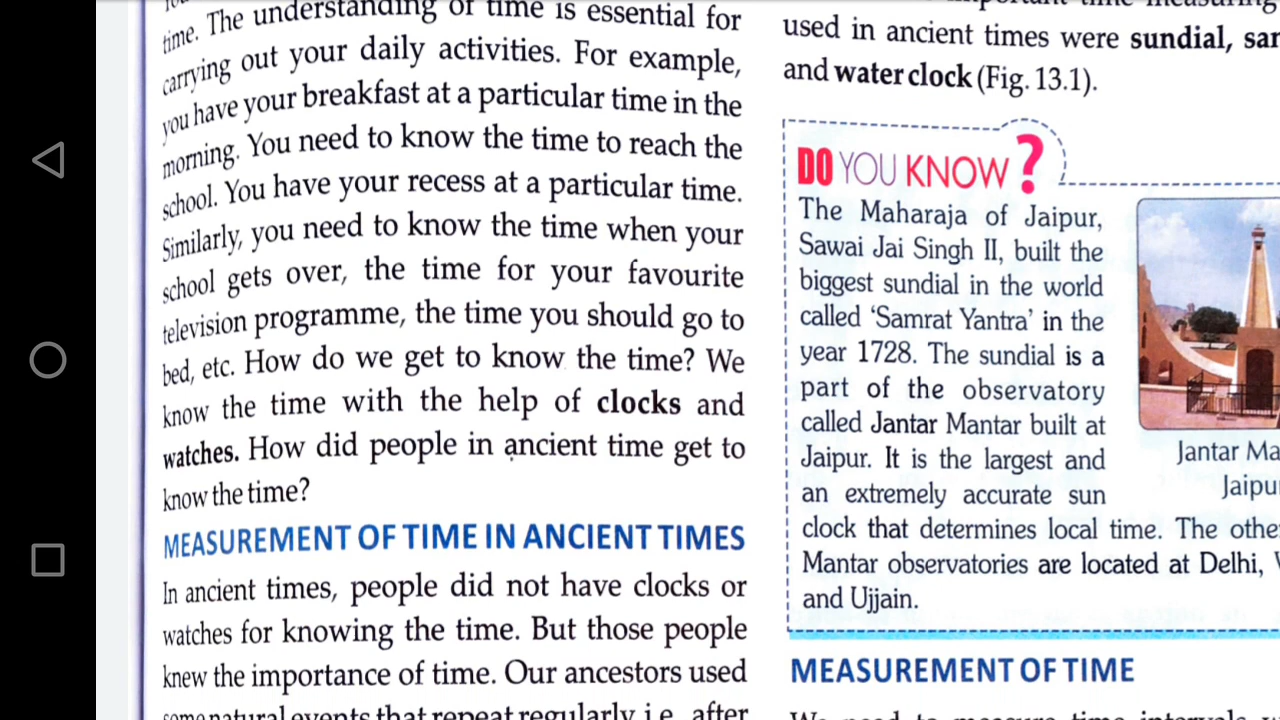 time. The understanding of time is essential for
carrying out your daily activities. For example,
you have your breakfast at a particular time in the
morning. You need to know the time to reach the
school. You have your recess at a particular time.
Similarly, you need to know the time when your
school gets over, the time for your favourite
television programme, the time you should go to
bed, etc. How do we get to know the time? We
know the time with the help of clocks and
watches. How did people in ancient time get to
know the time?
MEASUREMENT OF TIME IN ANCIENT TIMES
In ancient times, people did not have clocks or
watches for knowing the time. But those people
knew the importance of time. Our ancestors used
some natural events that repeat regularly i.e. after
important time measuring
used in ancient times were sundial,
and water clock (Fig. 13.1).
DO YOU KNOW?
The Maharaja of Jaipur,
Sawai Jai Singh II, built the
biggest sundial in the world
called ‘Samrat Yantra’ in the
year 1728. The sundial is a
part of the observatory
called Jantar Mantar built at
Jaipur. It is the largest and
an extremely accurate sun
clock that determines local time. The
Mantar observatories are located at Delhi,
and Ujjain.
Jantar
MEASUREMENT OF TIME
We need to measure time intervals